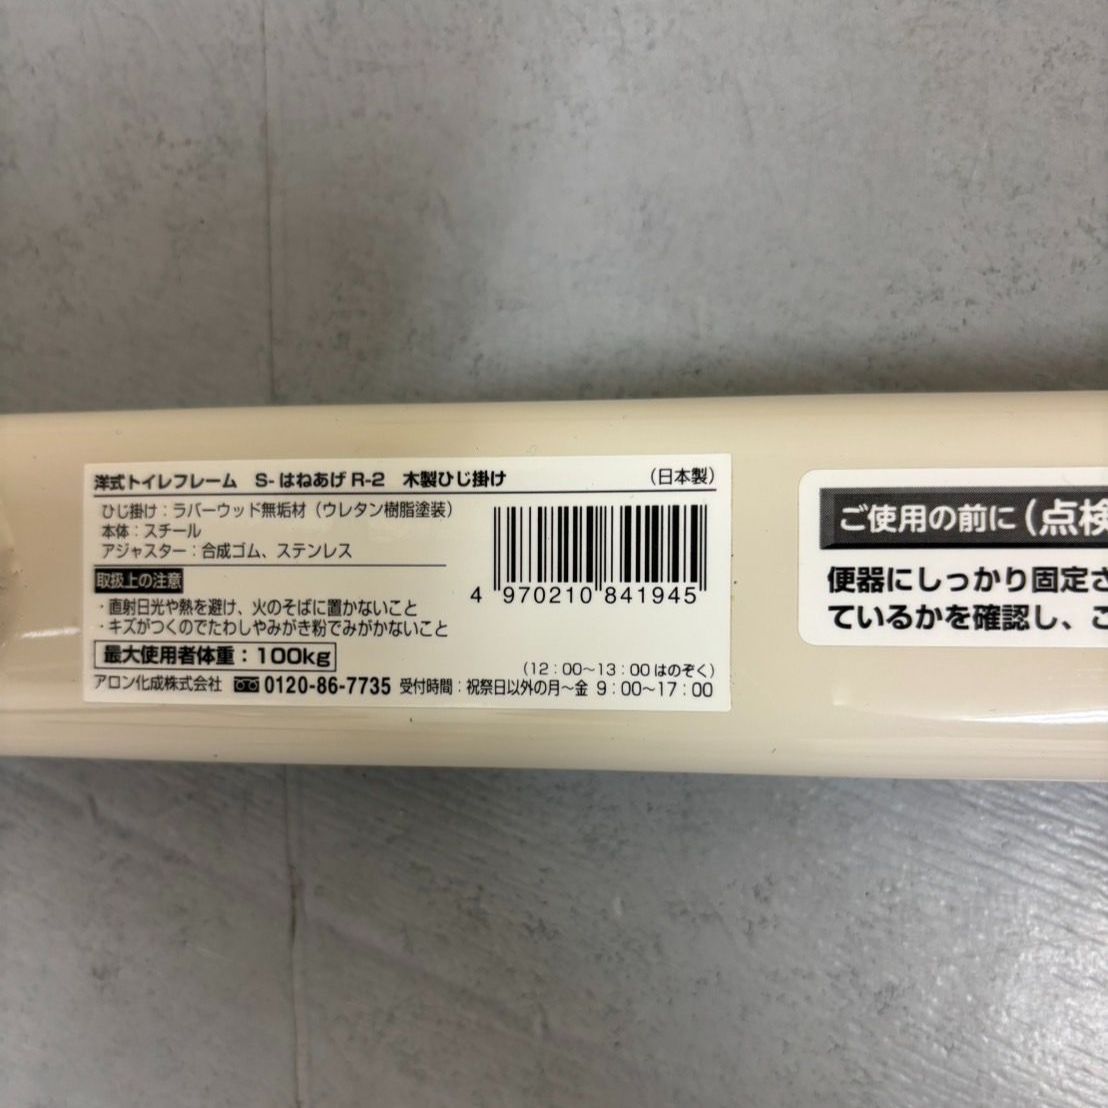 洋式トイレフレーム S-はねあげR-2 木製ひじ掛け (日本製)
ひじ掛け：ラバーウッド無垢材（ウレタン樹脂塗装）
本体：スチール
アジャスター：合成ゴム、ステンレス
取扱上の注意
・直射日光や熱を避け、火のそばに置かないこと
・キズがつくのでたわしやみがき粉でみがかないこと
最大使用者体重：100kg
4 970210 841945
(12：00～13：00はのぞく)
アロン化成株式会社 0120-86-7735 受付時間：祝祭日以外の月～金 9：00～17：00
ご使用の前に(点検
便器にしっかり固定さ
ているかを確認し、こ